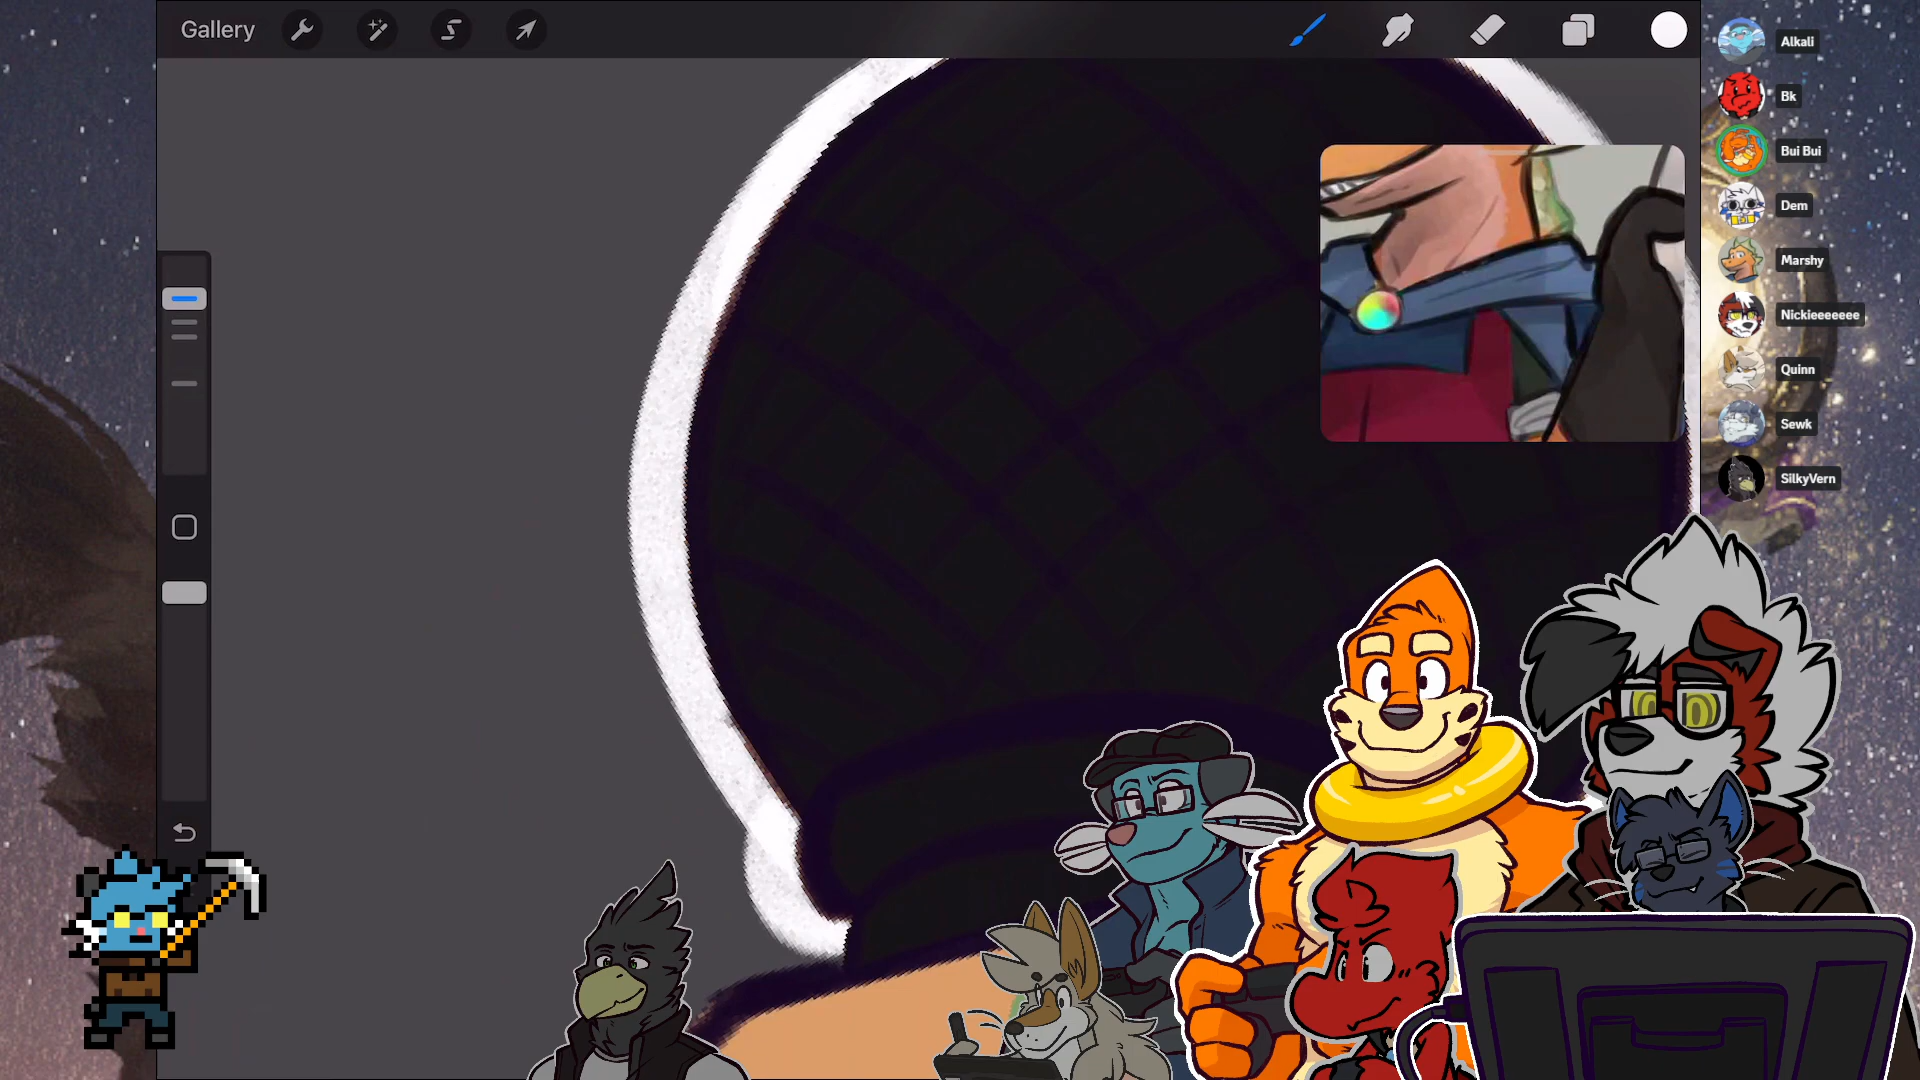 Gallery
Alkali
Bk
Bui Bui
Dem
Marshy
Nickieeeeeee
Quinn
Sewk
SilkyVern